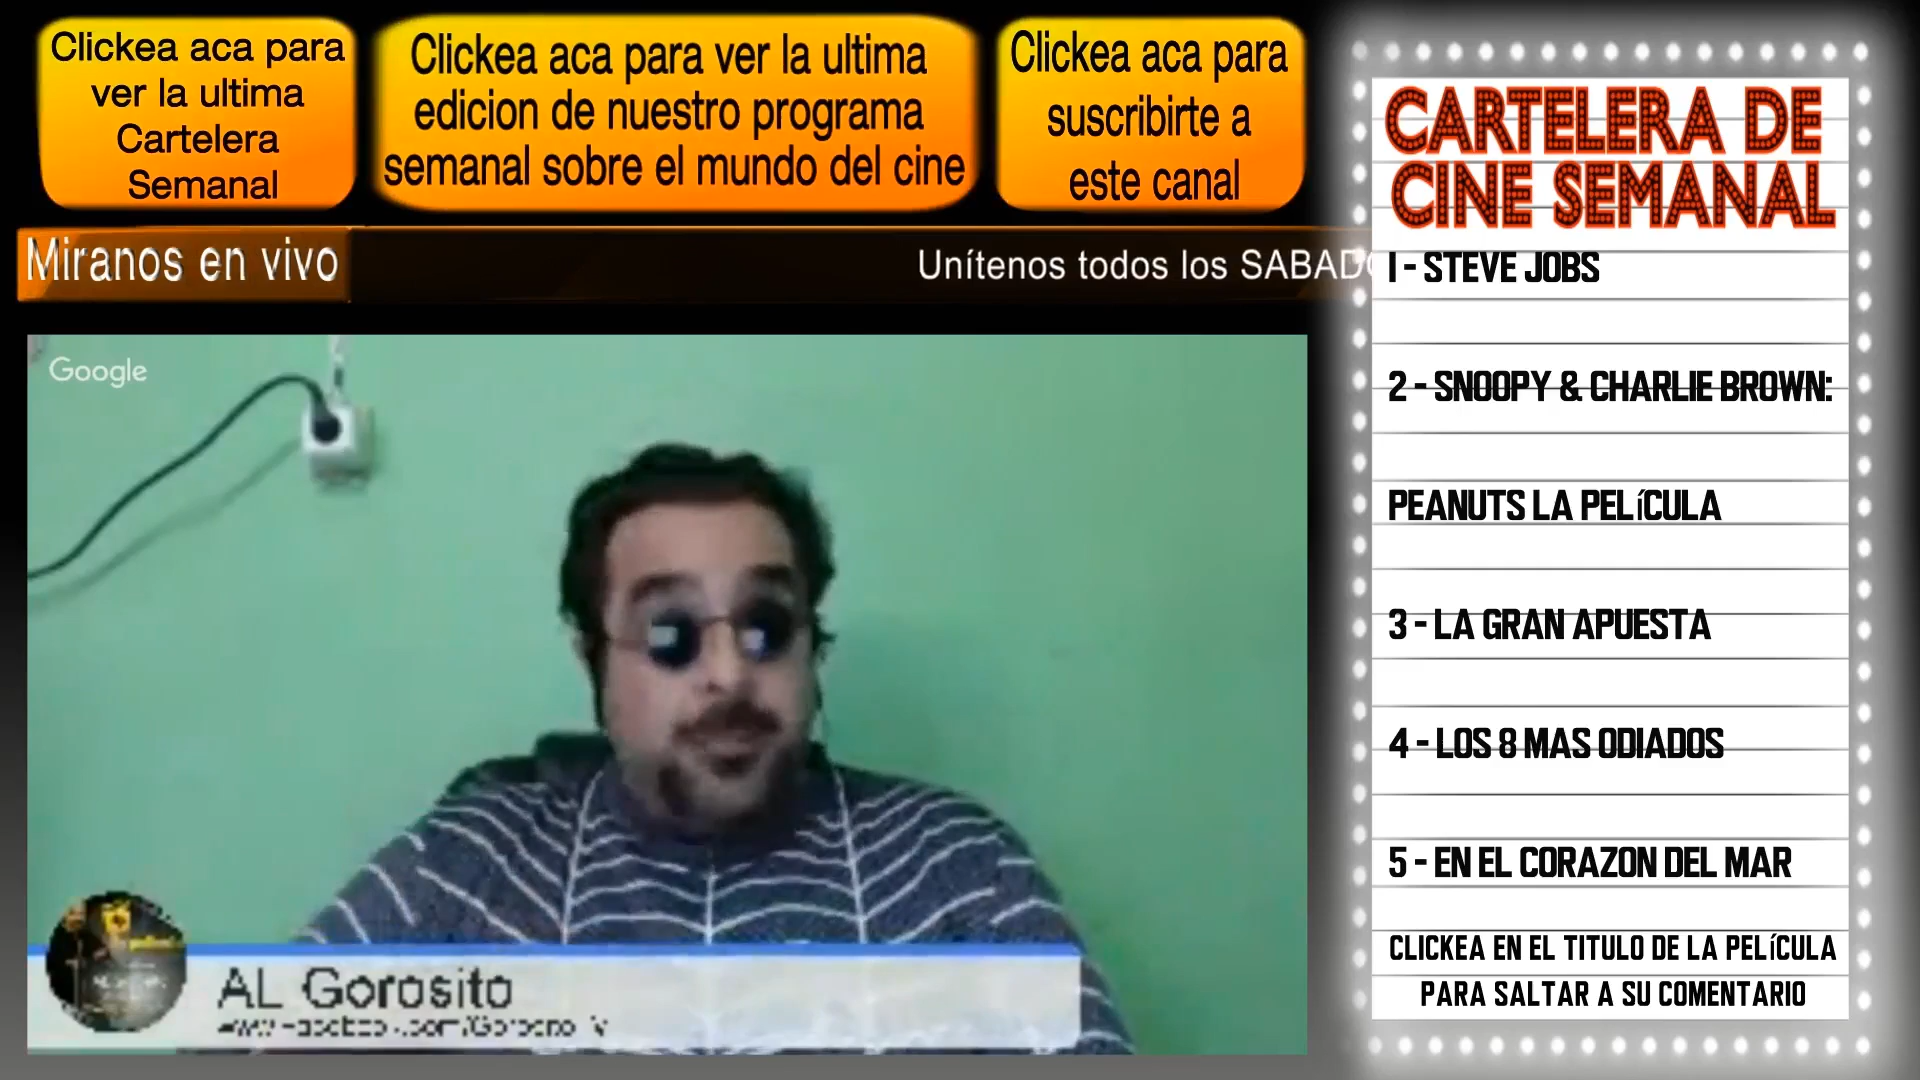 Clickea aca para
ver la ultima
Cartelera
Semanal
Clickea aca para ver la ultima
edicion de nuestro programa
semanal sobre el mundo del cine
Clickea aca para
suscribirte a
este canal
Miranos en vivo
Unítenos todos los SABADO
Google
AL Gorosito
CARTELERA DE
CINE SEMANAL
1 - STEVE JOBS
2 - SNOOPY & CHARLIE BROWN:
PEANUTS LA PELíCULA
3 - LA GRAN APUESTA
4 - LOS 8 MAS ODIADOS
5 - EN EL CORAZON DEL MAR
CLICKEA EN EL TITULO DE LA PELíCULA
PARA SALTAR A SU COMENTARIO